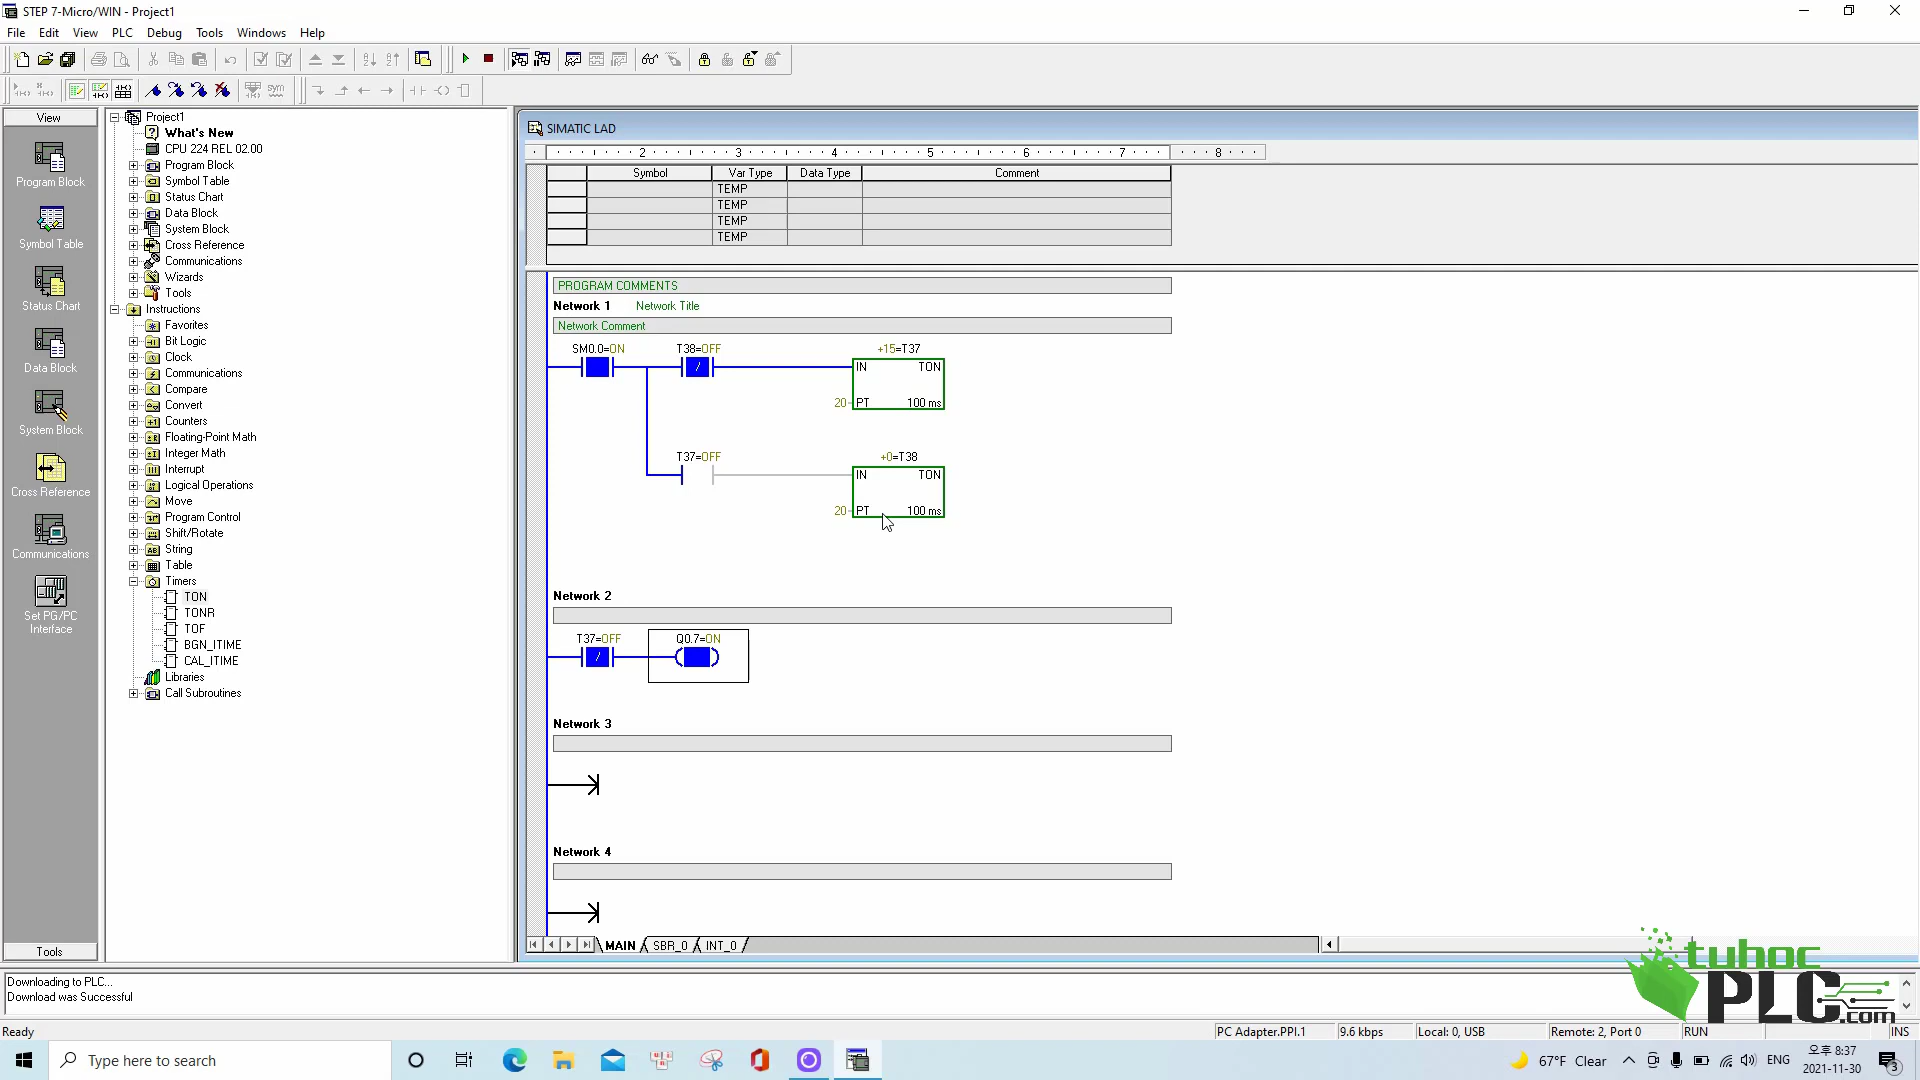 STEP 7-Micro/WIN - Project1
File Edit View PLC Debug Tools Windows Help
View
Program Block
Symbol Table
Status Chart
Data Block
System Block
Cross Reference
Communications
Set PG/PC
Interface
Tools
Project1
What's New
CPU 224 REL 02.00
Program Block
Symbol Table
Status Chart
Data Block
System Block
Cross Reference
Communications
Wizards
Tools
Instructions
Favorites
Bit Logic
Clock
Communications
Compare
Convert
Counters
Floating-Point Math
Integer Math
Interrupt
Logical Operations
Move
Program Control
Shift/Rotate
String
Table
Timers
TON
TONR
TOF
BGN_ITIME
CAL_ITIME
Libraries
Call Subroutines
SIMATIC LAD
2 3 4 5 6 7 8
Symbol Var Type Data Type Comment
TEMP
TEMP
TEMP
TEMP
PROGRAM COMMENTS
Network 1 Network Title
Network Comment
SM0.0=ON T38=OFF +15=T37
IN TON
20 PT 100 ms
T37=OFF +0=T38
IN TON
20 PT 100 ms
Network 2
T37=OFF Q0.7=ON
Network 3
Network 4
MAIN SBR_0 INT_0
Downloading to PLC...
Download was Successful
tuhoc
PLC.com
Ready PC Adapter.PPI.1 9.6 kbps Local: 0, USB Remote: 2, Port 0 RUN INS
Type here to search 67°F Clear ENG 오후 8:37
2021-11-30 3